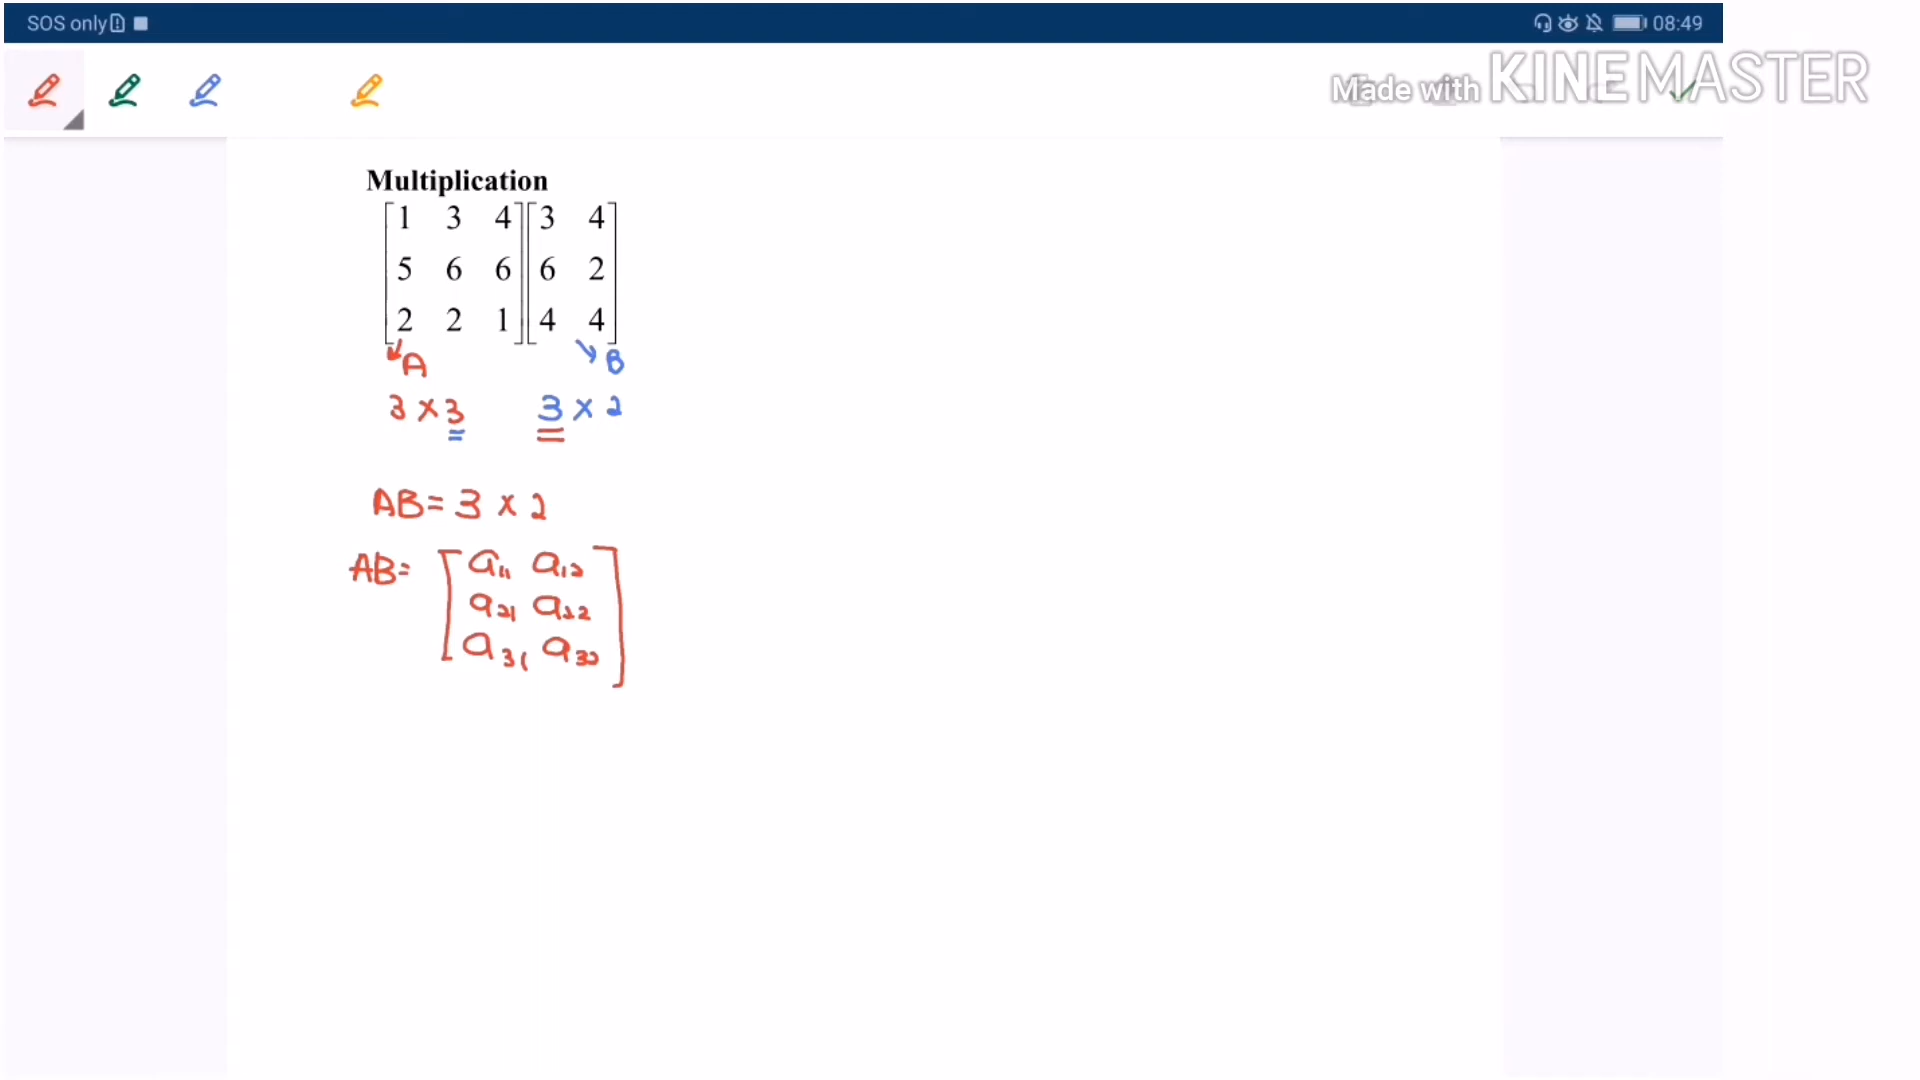 SOS only 08:49
Made with KINEMASTER
Multiplication
1 3 4 3 4
5 6 6 6 2
2 2 1 4 4
A B
3 × 3 3 × 2
AB = 3 × 2
AB = a11 a12
a21 a22
a31 a32